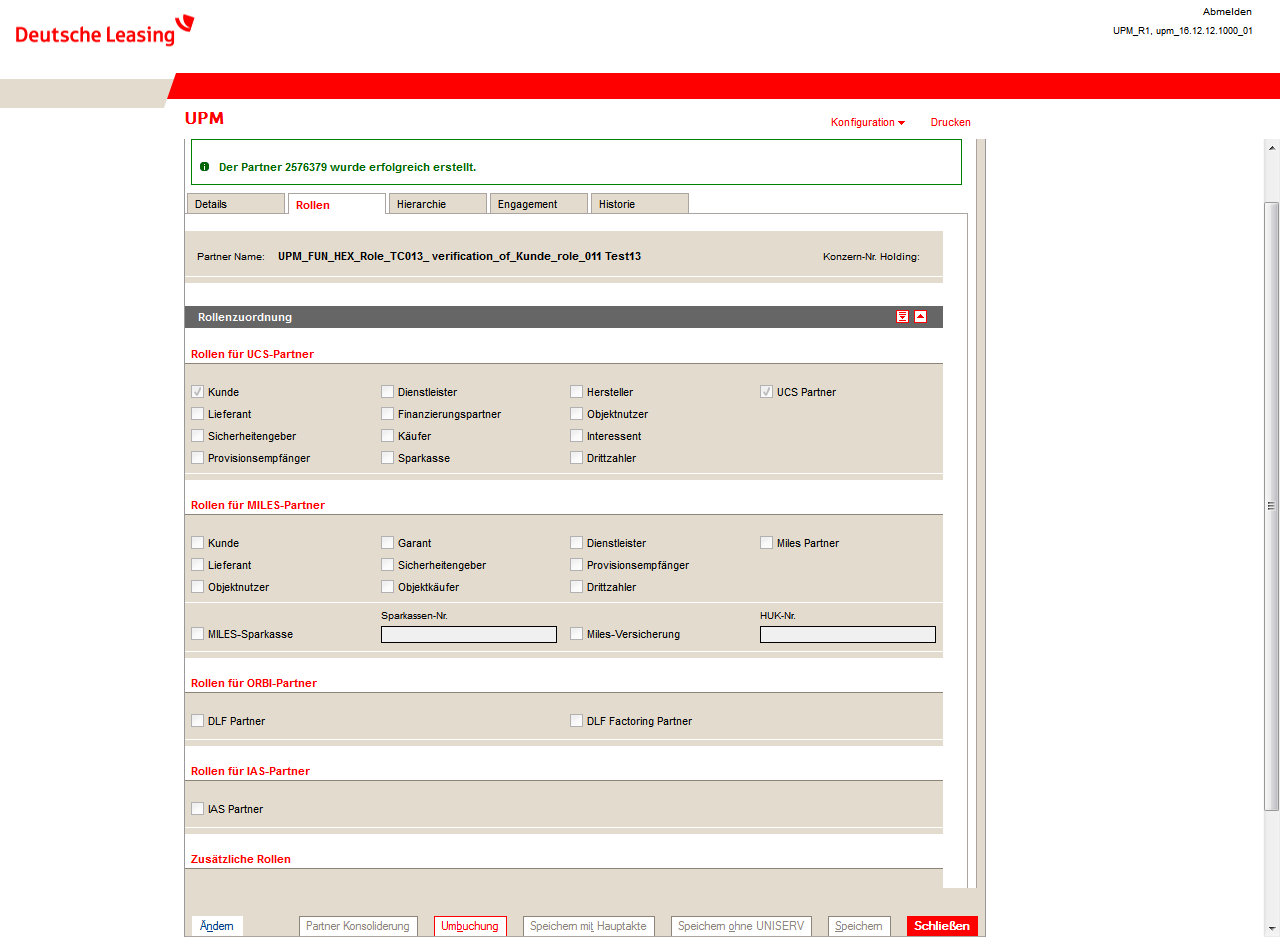 Deutsche Leasing
Abmelden
UPM_R1, upm_16.12.12.1000_01
UPM
Konfiguration
Drucken
Der Partner 2576379 wurde erfolgreich erstellt.
Details Rollen Hierarchie Engagement Historie
Partner Name: UPM_FUN_HEX_Role_TC013_ verification_of_Kunde_role_011 Test13 Konzern-Nr. Holding:
Rollenzuordnung
Rollen für UCS-Partner
Kunde Dienstleister Hersteller UCS Partner
Lieferant Finanzierungspartner Objektnutzer
Sicherheitengeber Käufer Interessent
Provisionsempfänger Sparkasse Drittzahler
Rollen für MILES-Partner
Kunde Garant Dienstleister Miles Partner
Lieferant Sicherheitengeber Provisionsempfänger
Objektnutzer Objektkäufer Drittzahler
Sparkassen-Nr. HUK-Nr.
MILES-Sparkasse Miles-Versicherung
Rollen für ORBI-Partner
DLF Partner DLF Factoring Partner
Rollen für IAS-Partner
IAS Partner
Zusätzliche Rollen
Ändern Partner Konsolidierung Umbuchung Speichern mit Hauptakte Speichern ohne UNISERV Speichern Schließen